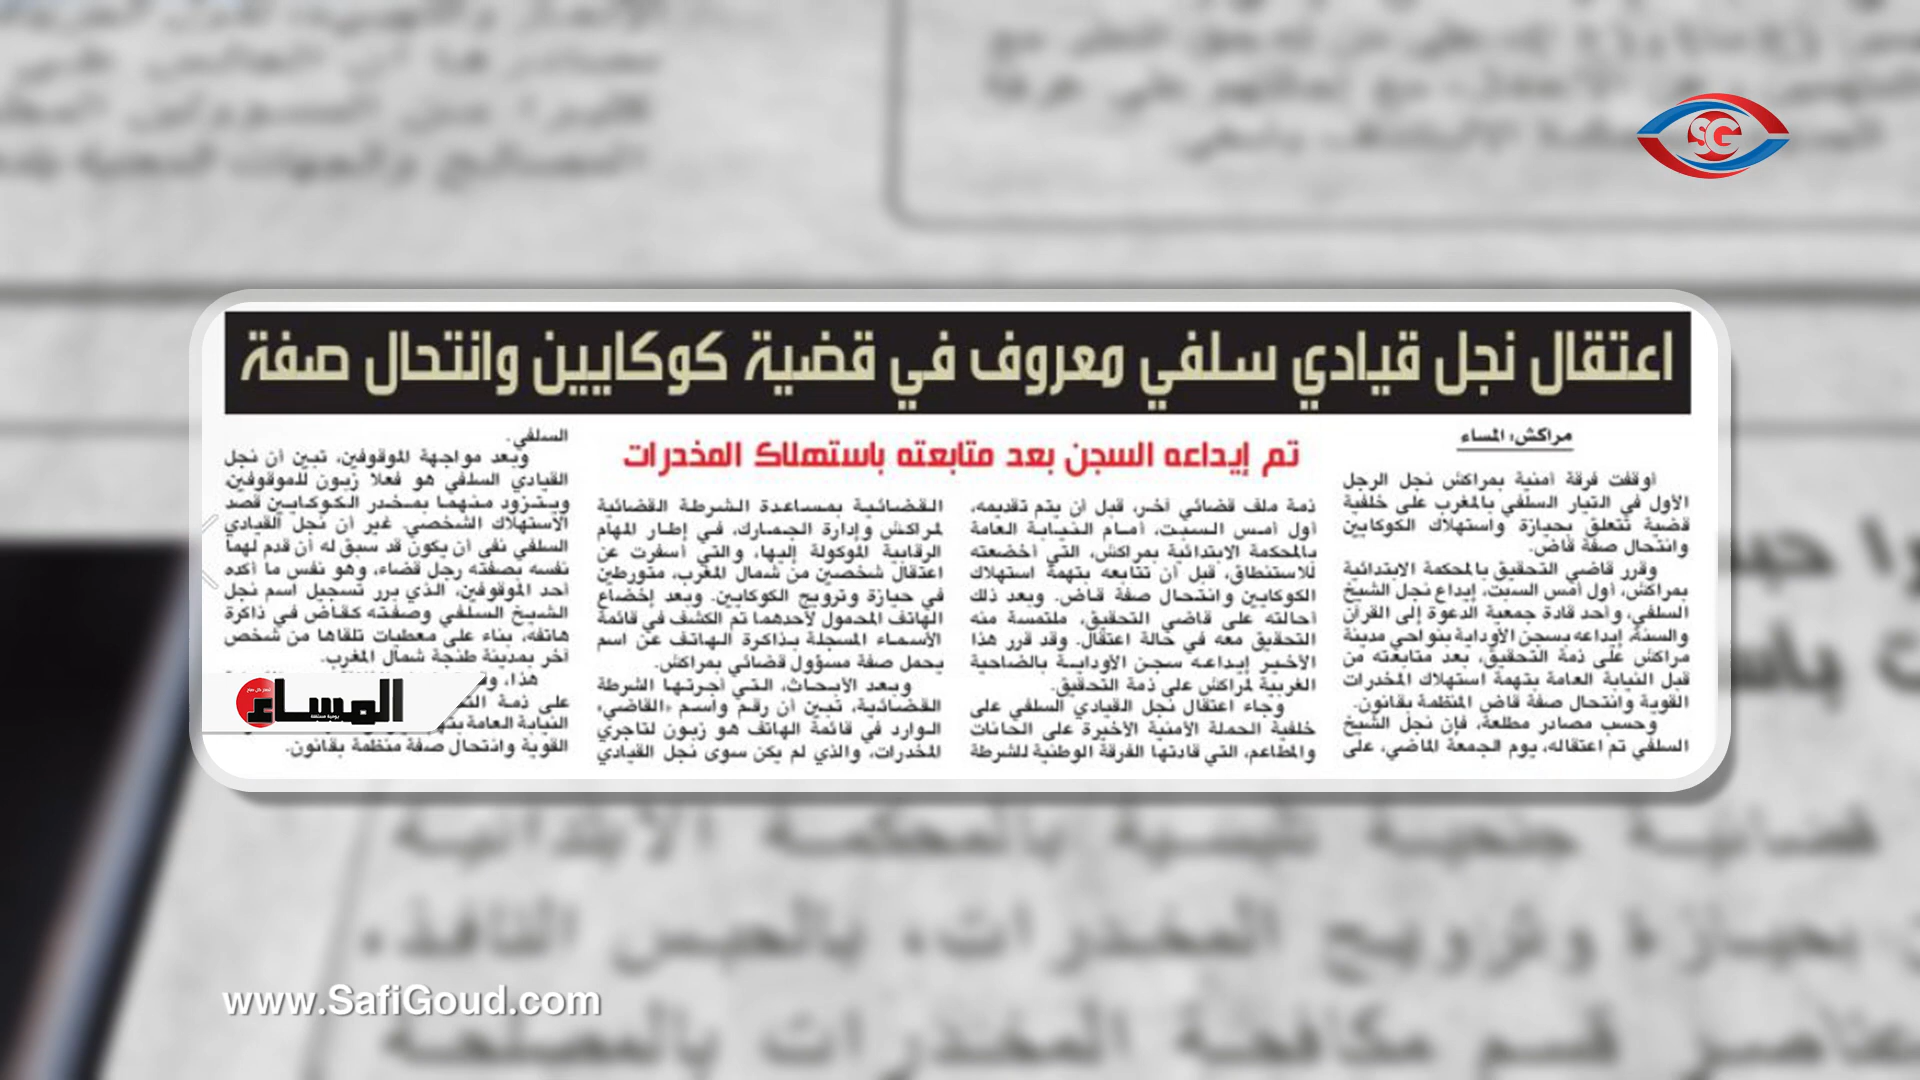 اعتقال نجل قيادي سلفي معروف في قضية كوكايين وانتحال صفة
تم إيداعه السجن بعد متابعته باستهلاك المخدرات
مراكش: المساء
أوقفت فرقة أمنية بمراكش نجل الرجل
الأول في التيار السلفي بالمغرب على خلفية
قضية تتعلق بحيازة واستهلاك الكوكايين
وانتحال صفة قاض.
وقرر قاضي التحقيق بالمحكمة الابتدائية
بمراكش، أول أمس السبت، إيداع نجل الشيخ
السلفي، وأحد قادة جمعية الدعوة إلى القرآن
والسنة، إيداعه بسجن الأوداية بنواحي مدينة
مراكش على ذمة التحقيق، بعد متابعته من
قبل النيابة العامة بتهمة استهلاك المخدرات
القوية وانتحال صفة قاض المنظمة بقانون.
وحسب مصادر مطلعة، فإن نجل الشيخ
السلفي تم اعتقاله، يوم الجمعة الماضي، على
ذمة ملف قضائي آخر، قبل أن يتم تقديمه،
أول أمس السبت، أمام النيابة العامة
بالمحكمة الابتدائية بمراكش، التي أخضعته
للاستنطاق، قبل أن تتابعه بتهمة استهلاك
الكوكايين وانتحال صفة قاض. وبعد ذلك
أحالته على قاضي التحقيق، ملتمسة منه
التحقيق معه في حالة اعتقال. وقد قرر هذا
الأخير إيداعه سجن الأوداية بالضاحية
الغربية لمراكش على ذمة التحقيق.
وجاء اعتقال نجل القيادي السلفي على
خلفية الحملة الأمنية الأخيرة على الحانات
والمطاعم، التي قادتها الفرقة الوطنية للشرطة
القضائية بمساعدة الشرطة القضائية
لمراكش وإدارة الجمارك، في إطار المهام
الرقابية الموكولة إليها، والتي أسفرت عن
اعتقال شخصين من شمال المغرب، متورطين
في حيازة وترويج الكوكايين. وبعد إخضاع
الهاتف المحمول لأحدهما تم الكشف في قائمة
الأسماء المسجلة بذاكرة الهاتف عن اسم
يحمل صفة مسؤول قضائي بمراكش.
وبعد الأبحاث، التي أجرتها الشرطة
القضائية، تبين أن رقم واسم «القاضي»
الوارد في قائمة الهاتف هو زبون لتاجري
المخدرات، والذي لم يكن سوى نجل القيادي
السلفي.
وبعد مواجهة الموقوفين، تبين أن نجل
القيادي السلفي هو فعلا زبون للموقوفين،
ويتزود منهما بمخدر الكوكايين قصد
الاستهلاك الشخصي. غير أن نجل القيادي
السلفي نفى أن يكون قد سبق له أن قدم لهما
نفسه بصفته رجل قضاء، وهو نفس ما أكده
أحد الموقوفين، الذي برر تسجيل اسم نجل
الشيخ السلفي وصفته كقاض في ذاكرة
هاتفه، بناء على معطيات تلقاها من شخص
آخر بمدينة طنجة شمال المغرب.
هذا،
على ذمة
النيابة العامة
القوية وانتحال صفة منظمة بقانون.
المساء
SG
www.SafiGoud.com